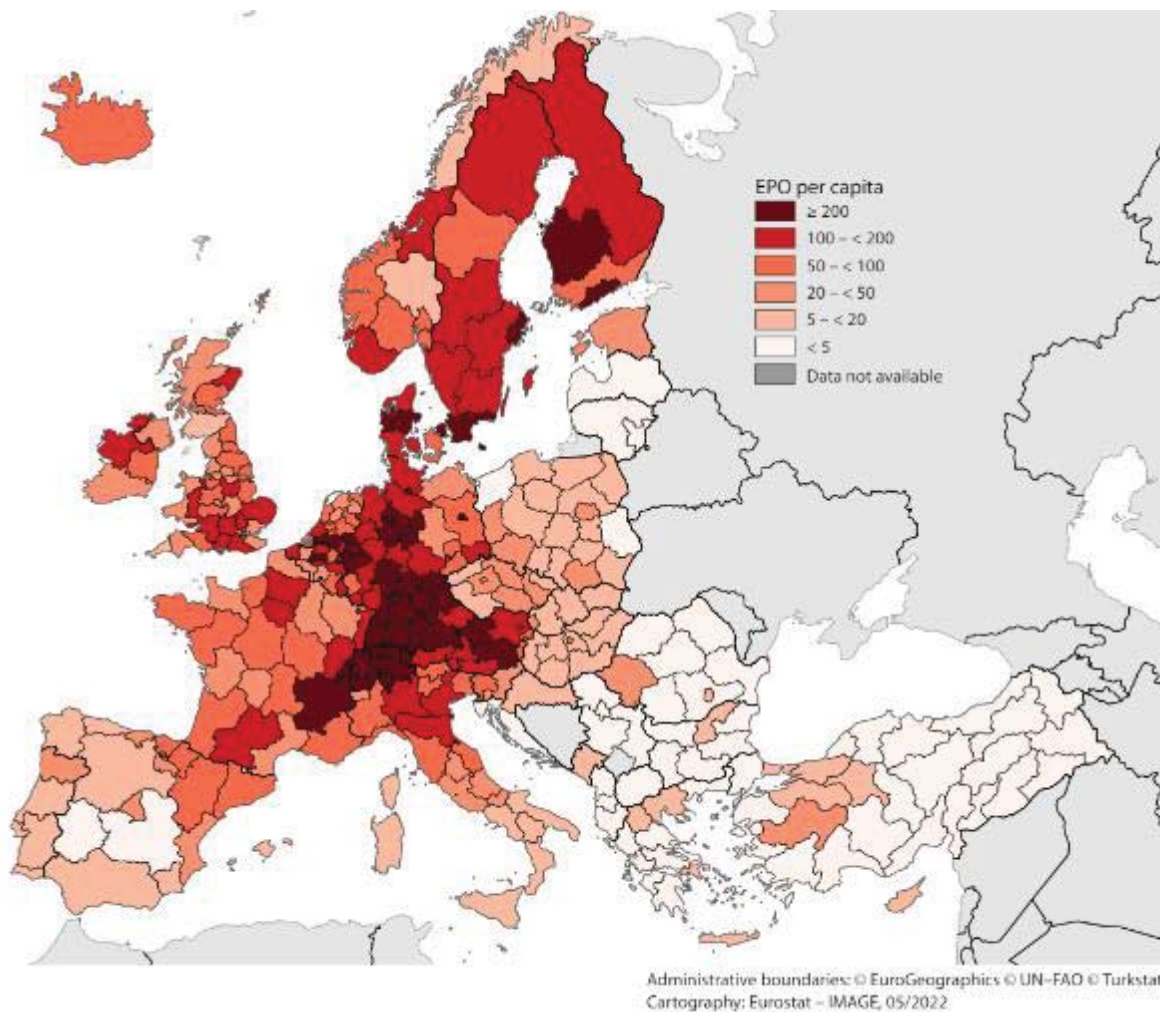 EPO per capita
≥ 200
100 – < 200
50 – < 100
20 – < 50
5 – < 20
< 5
Data not available
Administrative boundaries: © EuroGeographics © UN–FAO © Turkstat
Cartography: Eurostat – IMAGE, 05/2022